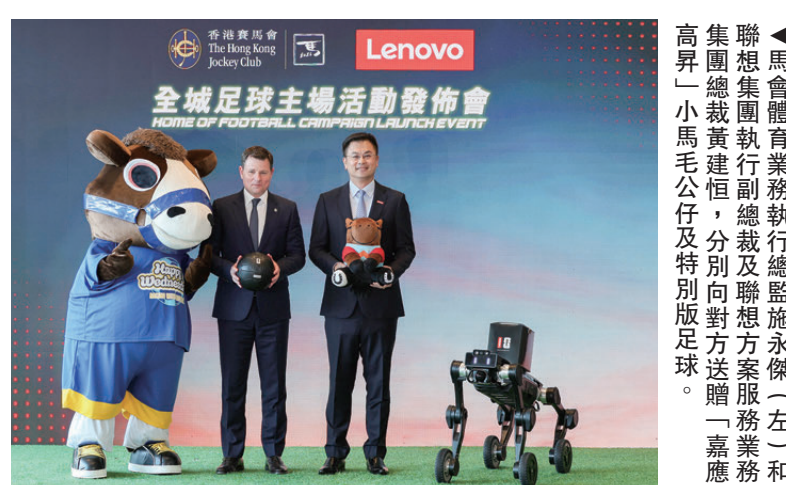 香港賽馬會
The Hong Kong
Jockey Club
Lenovo
全城足球主場活動發佈會
HOME OF FOOTBALL CAMPAIGN LAUNCH EVENT
Happy
Wednesday
◀馬會體育業務執行總監施永傑（左）和
聯想集團執行副總裁及聯想方案服務業務
集團總裁黃建恒，分別向對方送贈「嘉應
高昇」小馬毛公仔及特別版足球。